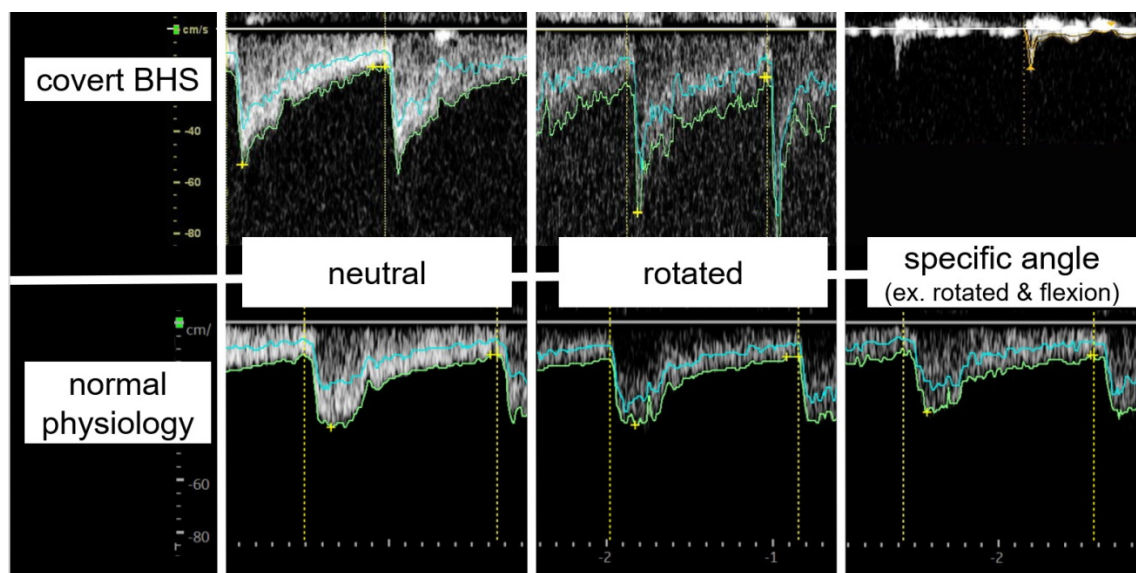 cm/s
covert BHS
-40
-60
-80
neutral
rotated
specific angle
(ex. rotated & flexion)
cm/
normal
physiology
-60
-80
-2
-1
-2